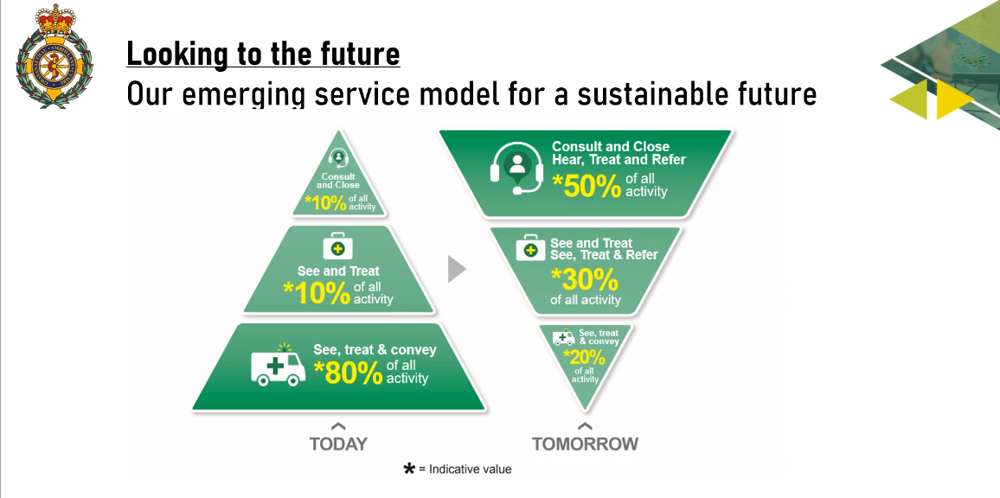 Looking to the future
Our emerging service model for a sustainable future
Consult
and Close
*10% of all
activity
See and Treat
*10% of all
activity
See, treat & convey
*80% of all
activity
TODAY
Consult and Close
Hear, Treat and Refer
*50% of all
activity
See and Treat
See, Treat & Refer
*30%
of all activity
See, treat
& convey
*20%
of all
activity
TOMORROW
* = Indicative value